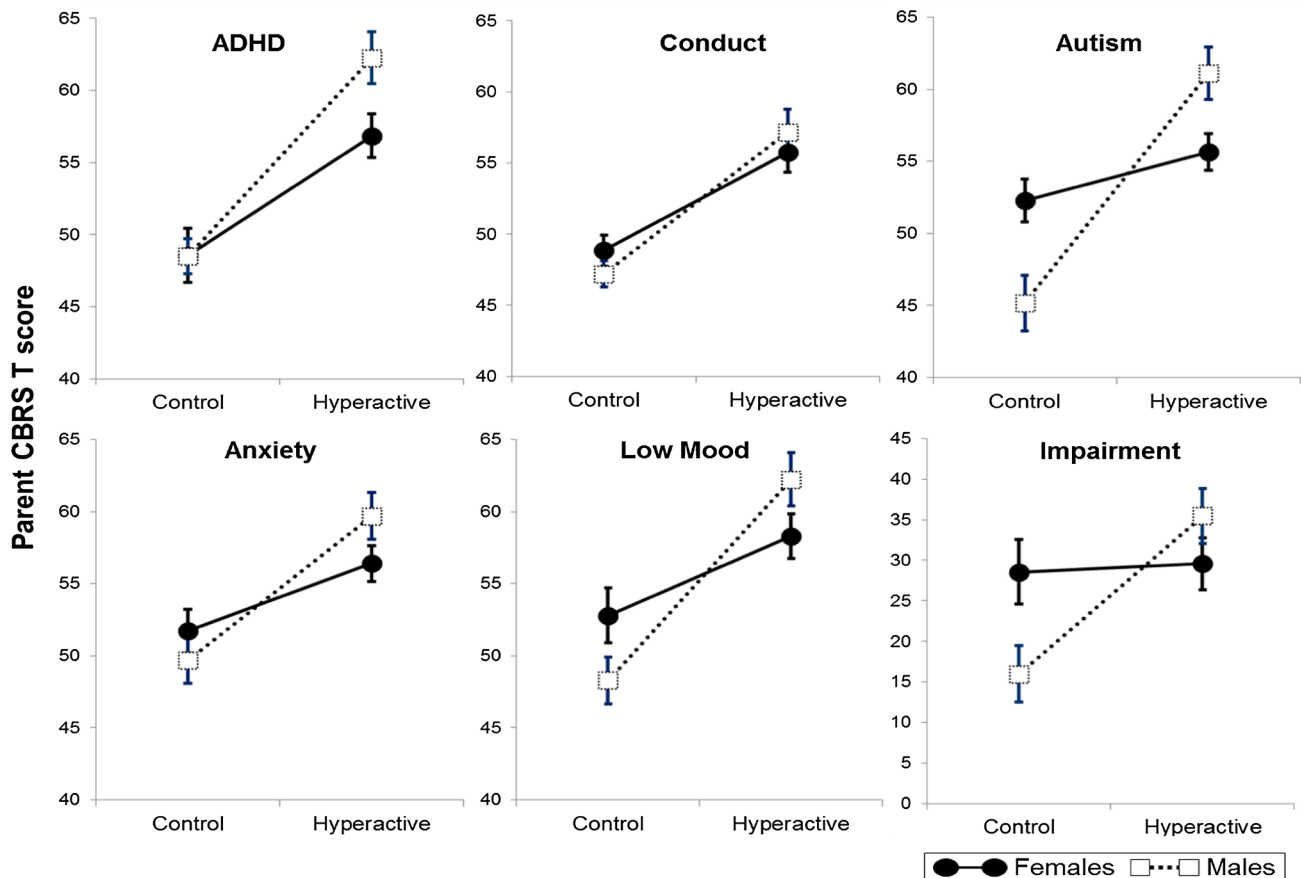 Parent CBRS T score
ADHD
65
60
55
50
45
40
Control Hyperactive
Conduct
65
60
55
50
45
40
Control Hyperactive
Autism
65
60
55
50
45
40
Control Hyperactive
Anxiety
65
60
55
50
45
40
Control Hyperactive
Low Mood
65
60
55
50
45
40
Control Hyperactive
Impairment
45
40
35
30
25
20
15
10
5
0
Control Hyperactive
Females Males